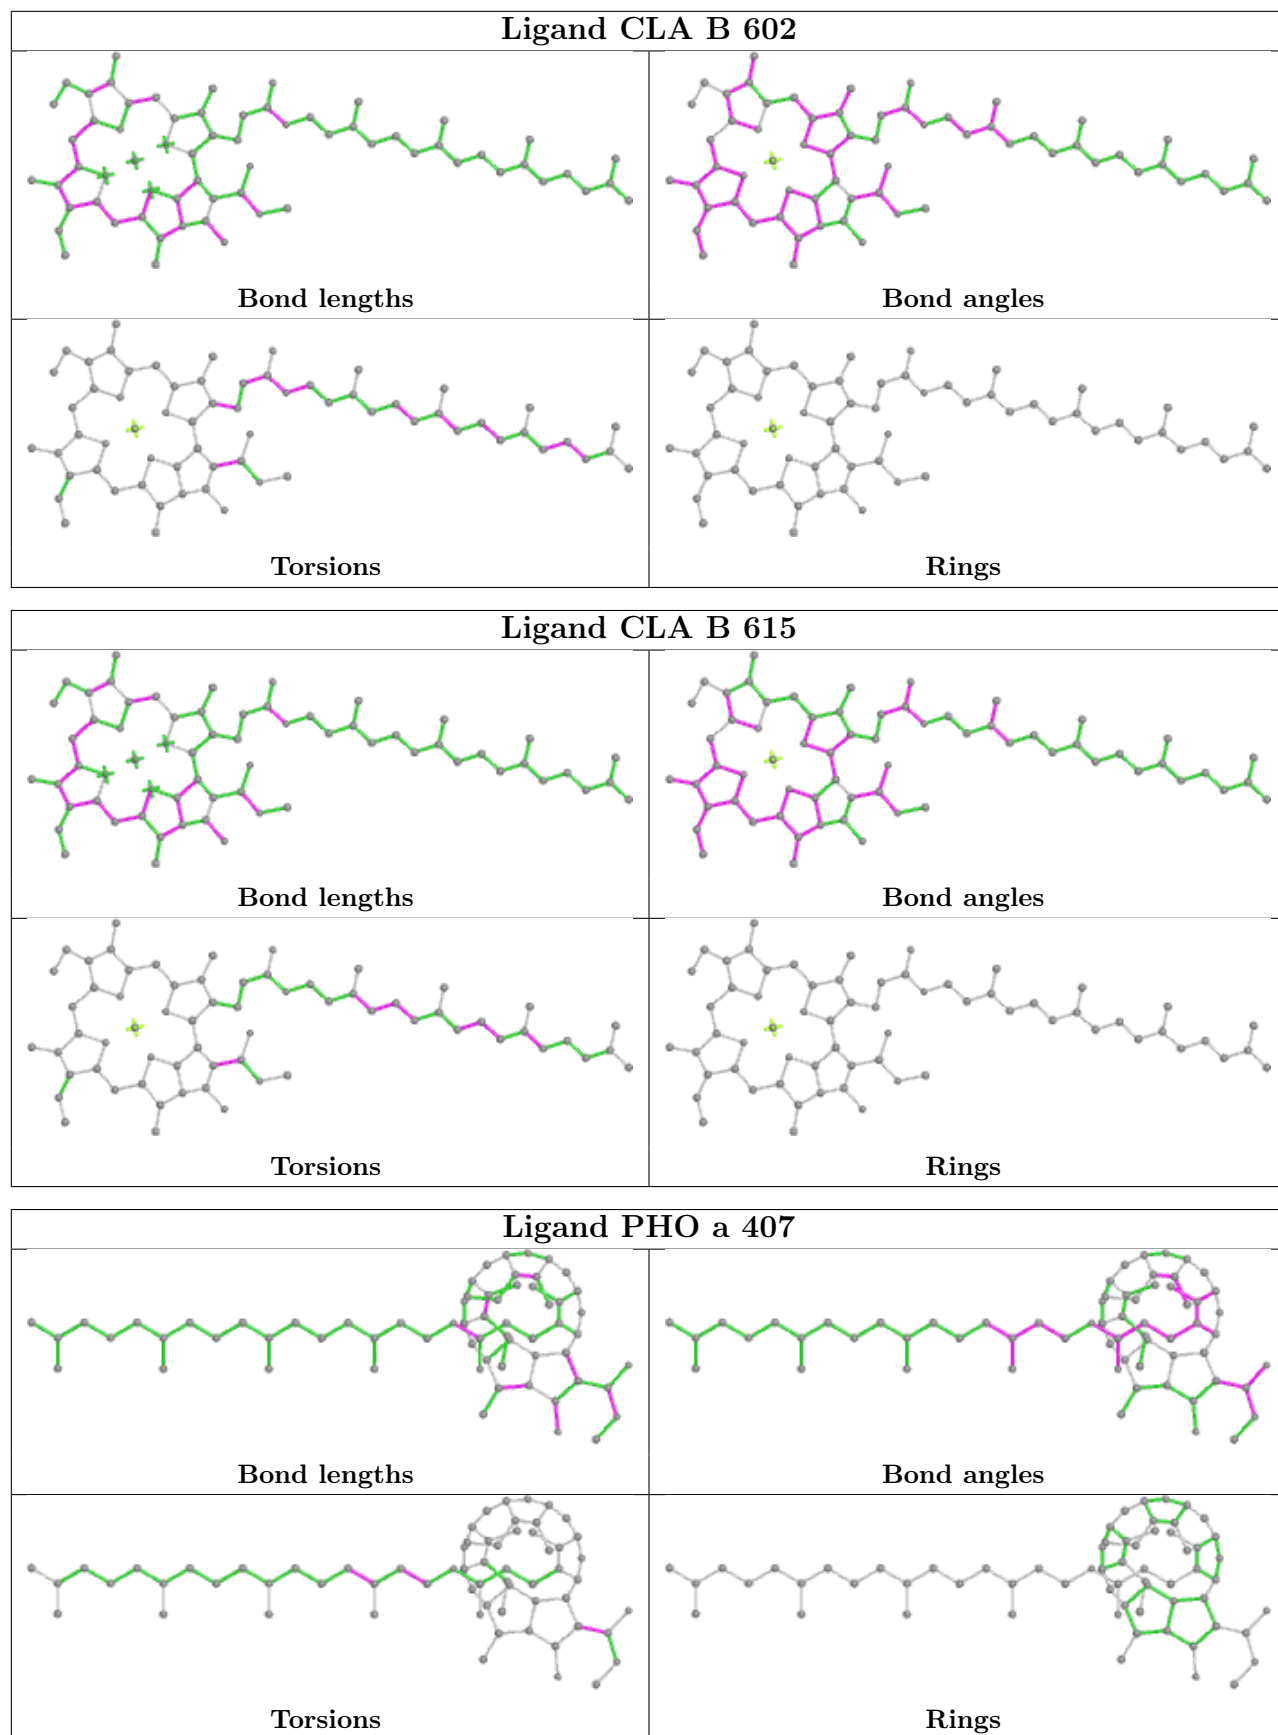 Ligand CLA B 602
Bond lengths
Bond angles
Torsions
Rings
Ligand CLA B 615
Bond lengths
Bond angles
Torsions
Rings
Ligand PHO a 407
Bond lengths
Bond angles
Torsions
Rings